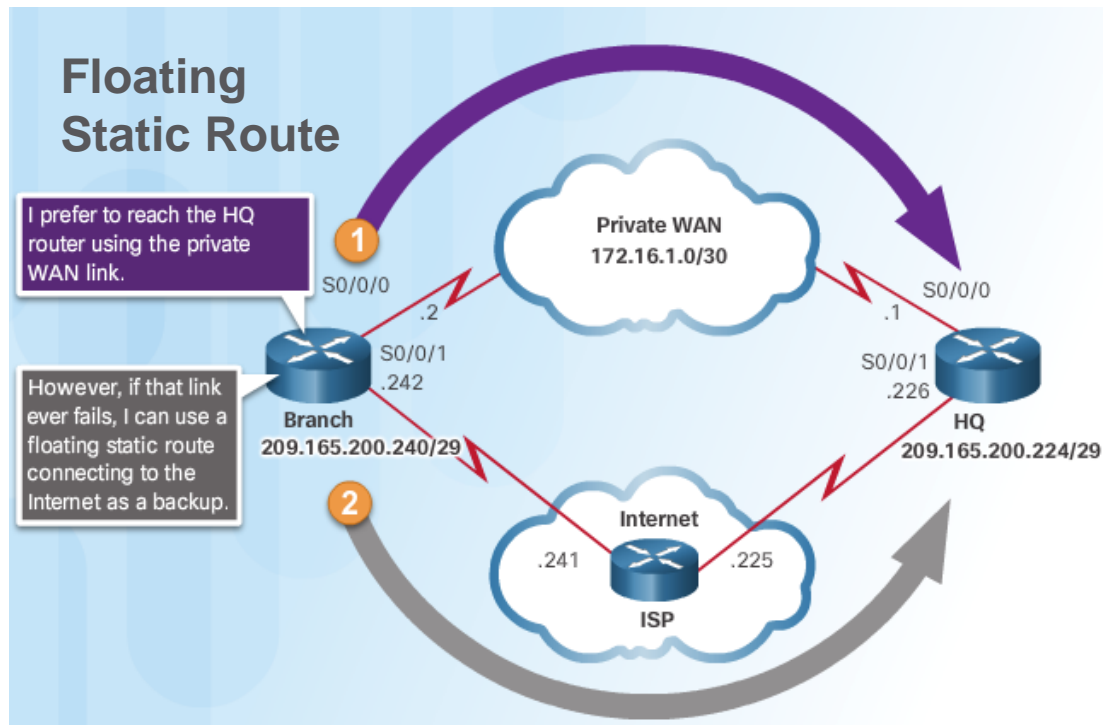 Floating
Static Route
I prefer to reach the HQ
router using the private
WAN link.
1
S0/0/0
.2
Private WAN
172.16.1.0/30
S0/0/0
.1
S0/0/1
.242
S0/0/1
.226
However, if that link
ever fails, I can use a
floating static route
connecting to the
Internet as a backup.
Branch
209.165.200.240/29
HQ
209.165.200.224/29
2
Internet
.241
.225
ISP